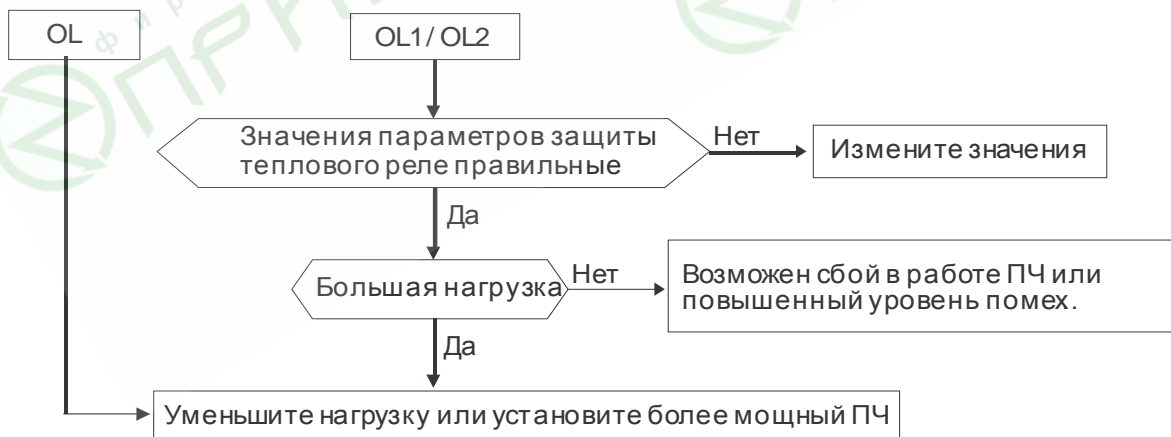 OL
OL1/ OL2
Значения параметров защиты
теплового реле правильные
Нет
Измените значения
Да
Большая нагрузка
Нет
Возможен сбой в работе ПЧ или
повышенный уровень помех.
Да
Уменьшите нагрузку или установите более мощный ПЧ